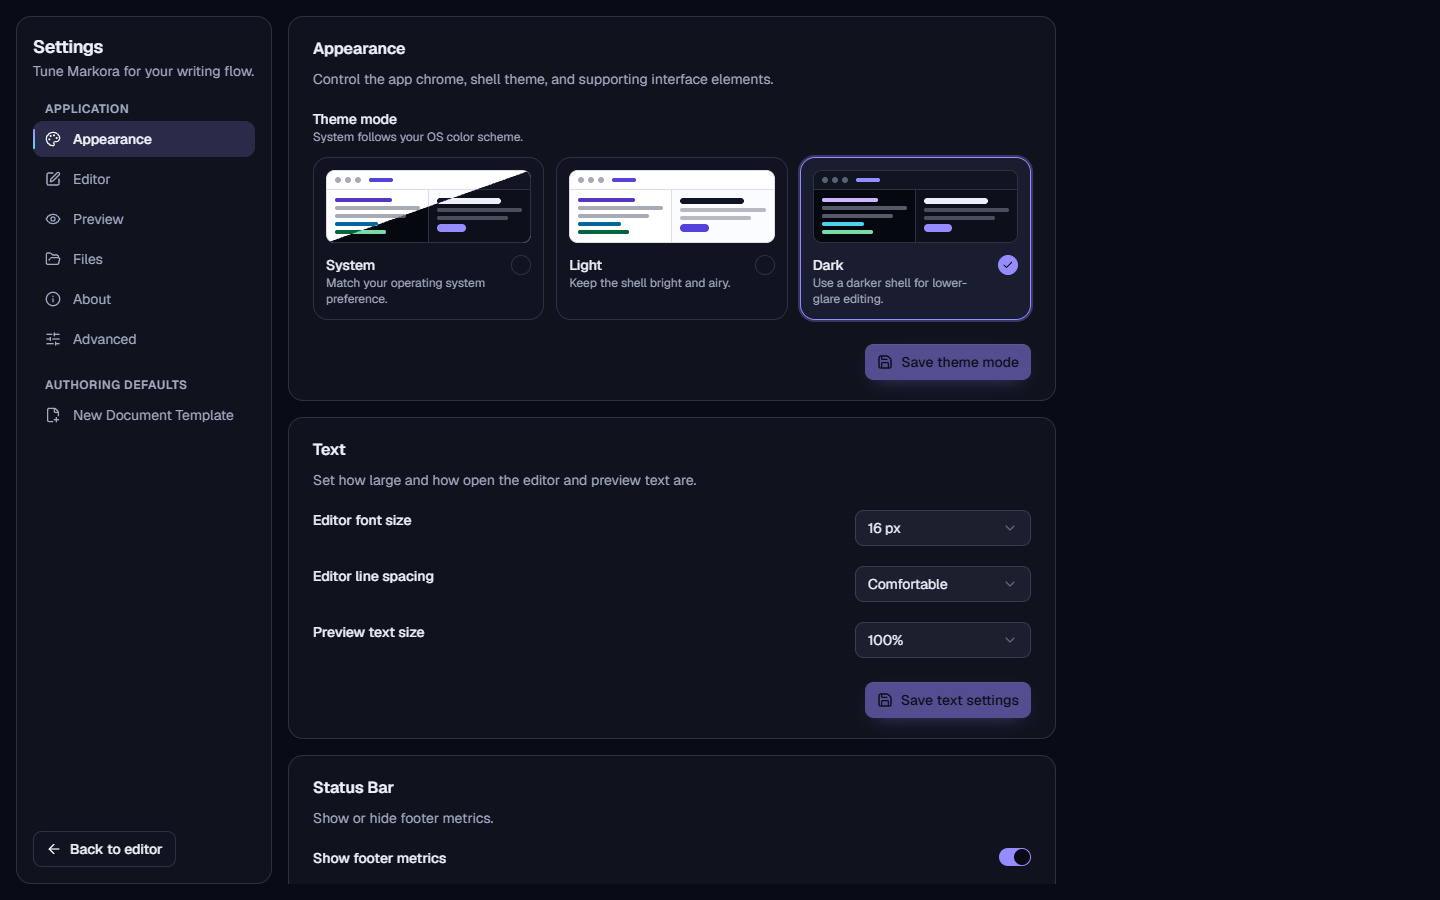 Settings
Tune Markora for your writing flow.
APPLICATION
Appearance
Editor
Preview
Files
About
Advanced
AUTHORING DEFAULTS
New Document Template
Back to editor
Appearance
Control the app chrome, shell theme, and supporting interface elements.
Theme mode
System follows your OS color scheme.
System
Match your operating system
preference.
Light
Keep the shell bright and airy.
Dark
Use a darker shell for lower-
glare editing.
Save theme mode
Text
Set how large and how open the editor and preview text are.
Editor font size
16 px
Editor line spacing
Comfortable
Preview text size
100%
Save text settings
Status Bar
Show or hide footer metrics.
Show footer metrics